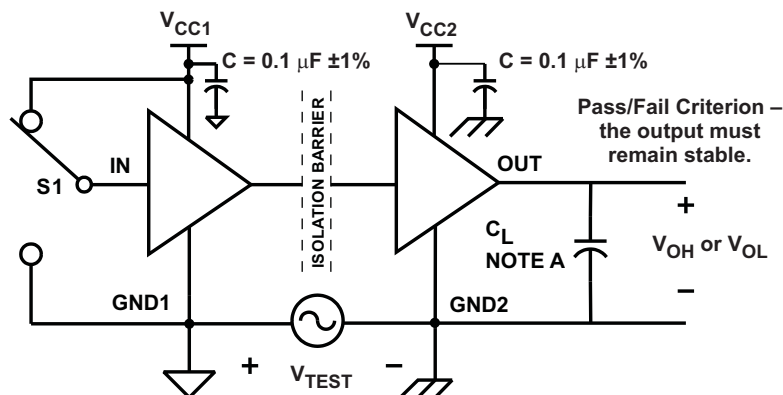 VCC1
VCC2
C = 0.1 μF ±1%
C = 0.1 μF ±1%
Pass/Fail Criterion –
the output must
remain stable.
ISOLATION BARRIER
IN
OUT
S1
+
CL
NOTE A
VOH or VOL
–
GND1
GND2
+
–
VTEST